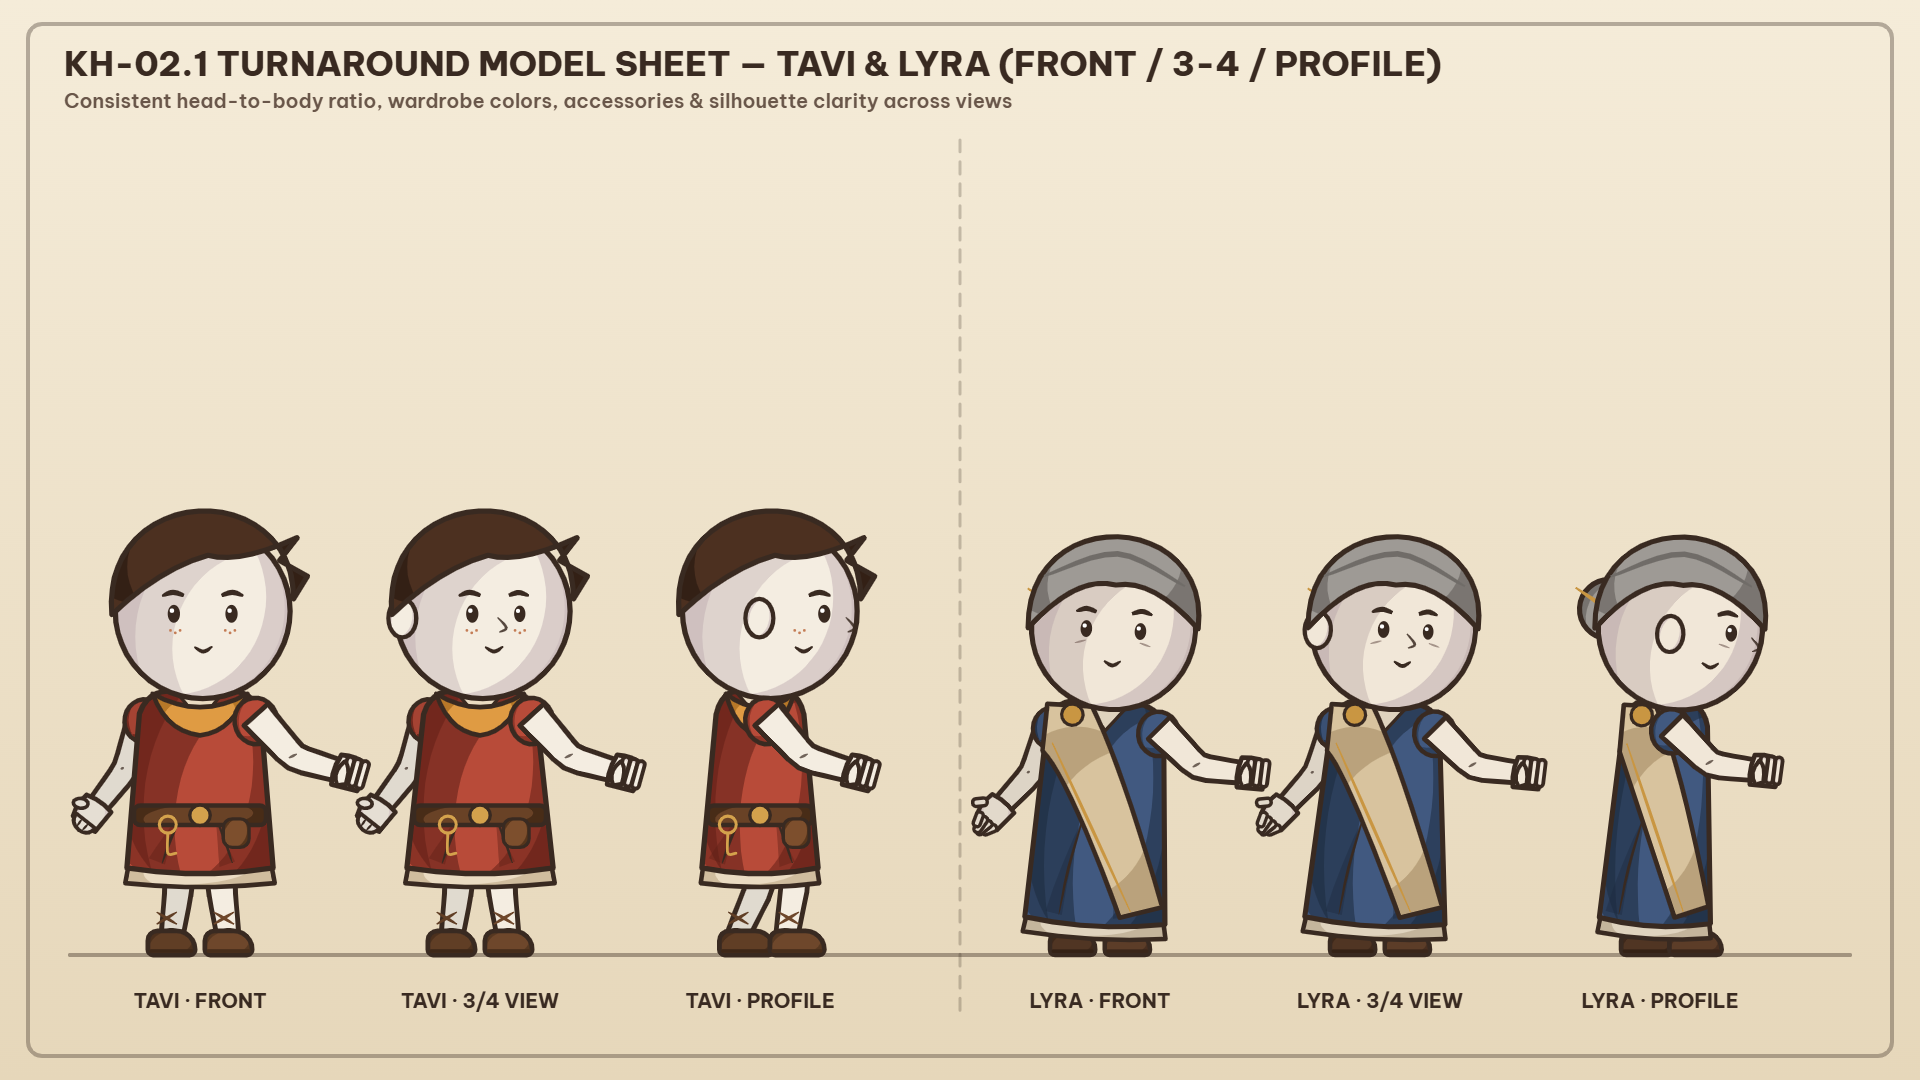 KH-02.1 TURNAROUND MODEL SHEET — TAVI & LYRA (FRONT / 3-4 / PROFILE)
Consistent head-to-body ratio, wardrobe colors, accessories & silhouette clarity across views
TAVI · FRONT
TAVI · 3/4 VIEW
TAVI · PROFILE
LYRA · FRONT
LYRA · 3/4 VIEW
LYRA · PROFILE